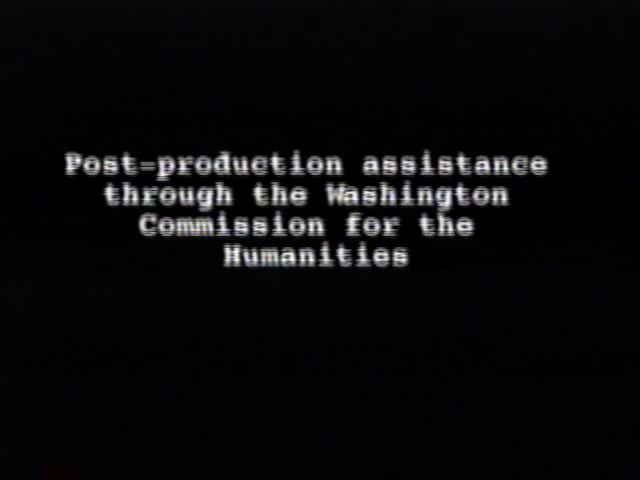 Post-production assistance
through the Washington
Commission for the
Humanities